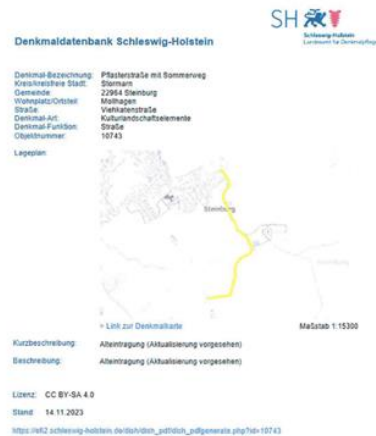 SH
Schleswig-Holstein
Landesamt für Denkmalpflege
Denkmaldatenbank Schleswig-Holstein
Denkmal-Bezeichnung: Pflasterstraße mit Sommerweg
Kreis/kreisfreie Stadt: Stormarn
Gemeinde: 22964 Steinburg
Wohnplatz/Ortsteil: Mollhagen
Straße: Viehkatenstraße
Denkmal-Art: Kulturlandschaftselemente
Denkmal-Funktion: Straße
Objektnummer: 10743
Lageplan
Steinburg
» Link zur Denkmalkarte Maßstab 1:15300
Kurzbeschreibung: Alteintragung (Aktualisierung vorgesehen)
Beschreibung: Alteintragung (Aktualisierung vorgesehen)
Lizenz: CC BY-SA 4.0
Stand: 14.11.2023
https://efi2.schleswig-holstein.de/dish/dish_pdf/dish_pdfgenerate.php?id=10743